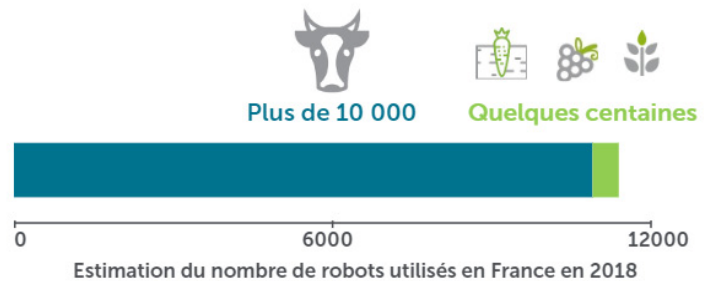 Plus de 10 000
Quelques centaines
0
6000
12000
Estimation du nombre de robots utilisés en France en 2018